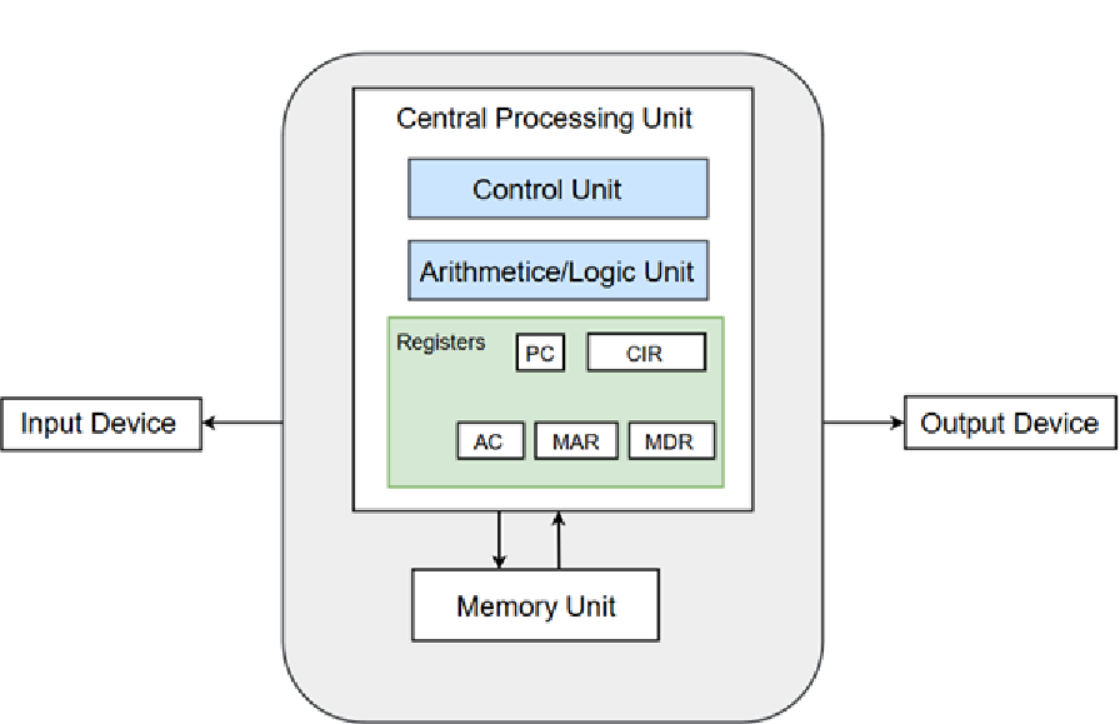 Central Processing Unit
Control Unit
Arithmetice/Logic Unit
Registers
PC
CIR
AC
MAR
MDR
Input Device
Output Device
Memory Unit